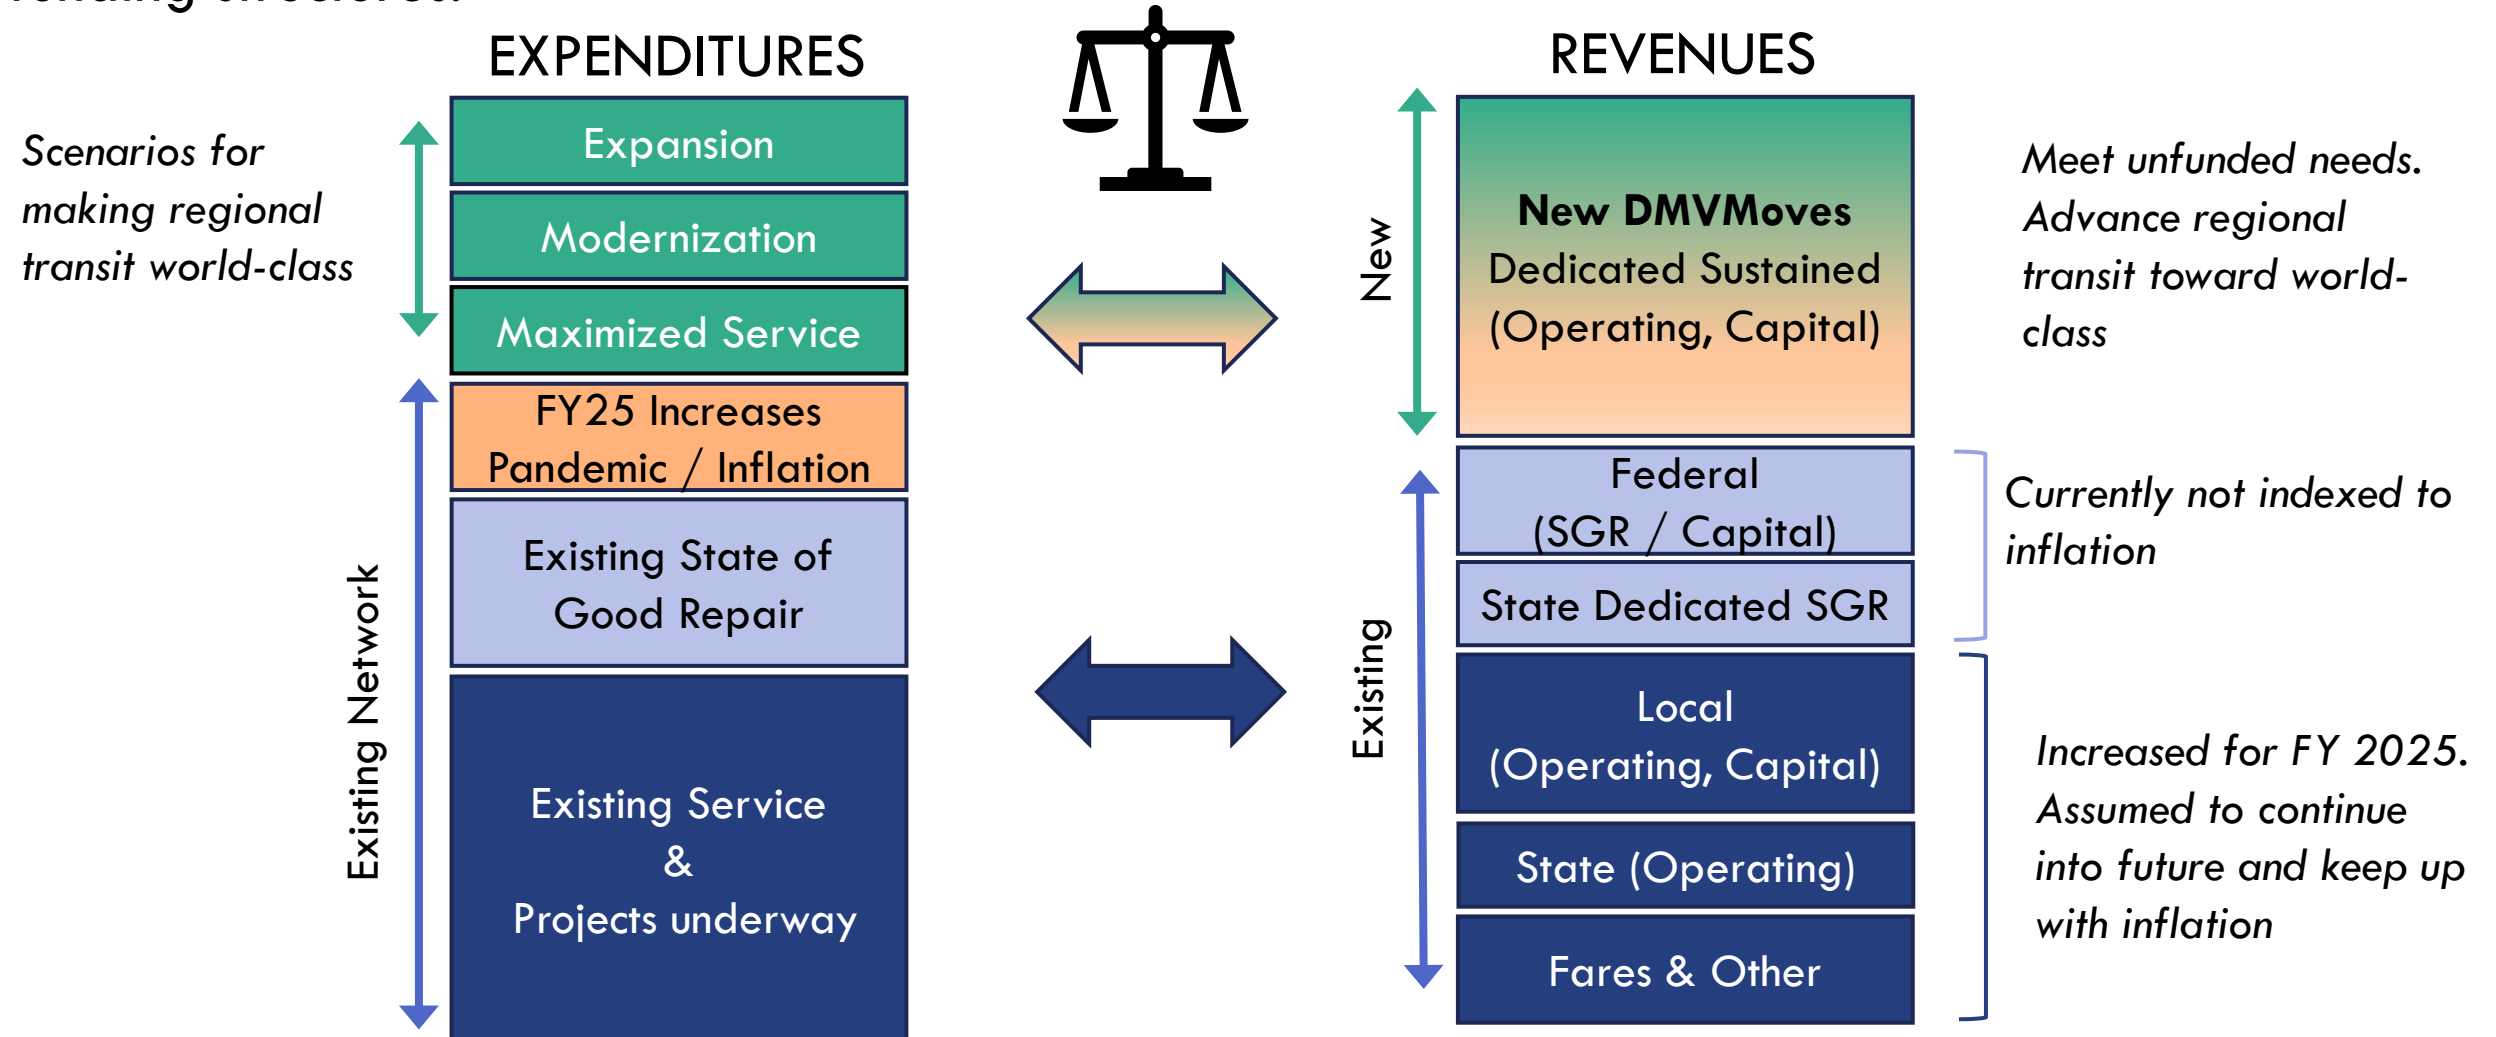 EXPENDITURES
REVENUES
Scenarios for
making regional
transit world-class
Expansion
Modernization
Maximized Service
FY25 Increases
Pandemic / Inflation
Existing State of
Good Repair
Existing Service
&
Projects underway
Existing Network
New
New DMVMoves
Dedicated Sustained
(Operating, Capital)
Meet unfunded needs.
Advance regional
transit toward world-
class
Existing
Federal
(SGR / Capital)
State Dedicated SGR
Currently not indexed to
inflation
Local
(Operating, Capital)
State (Operating)
Fares & Other
Increased for FY 2025.
Assumed to continue
into future and keep up
with inflation